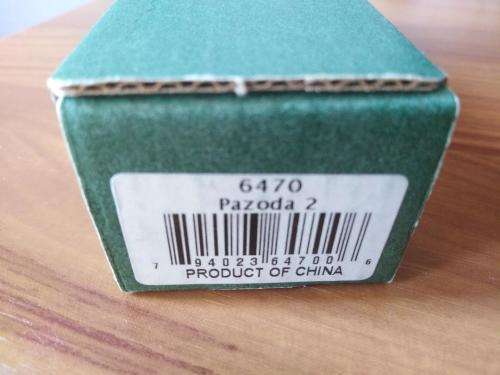 6470
Pazoda 2
7 94023 64700 6
PRODUCT OF CHINA